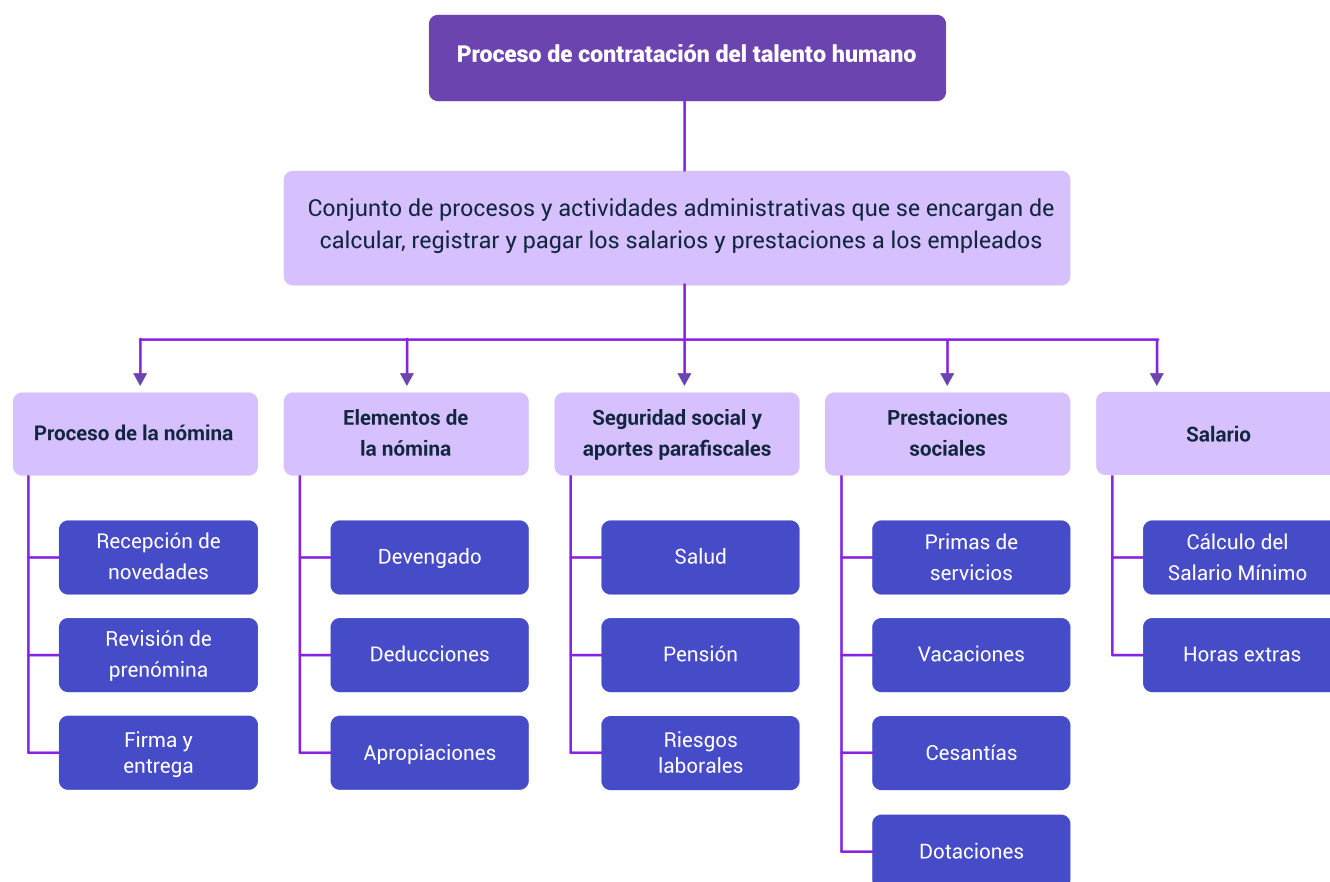 Proceso de contratación del talento humano
Conjunto de procesos y actividades administrativas que se encargan de
calcular, registrar y pagar los salarios y prestaciones a los empleados
Proceso de la nómina
Recepción de
novedades
Revisión de
prenómina
Firma y
entrega
Elementos de
la nómina
Devengado
Deducciones
Apropiaciones
Seguridad social y
aportes parafiscales
Salud
Pensión
Riesgos
laborales
Prestaciones
sociales
Primas de
servicios
Vacaciones
Cesantías
Dotaciones
Salario
Cálculo del
Salario Mínimo
Horas extras